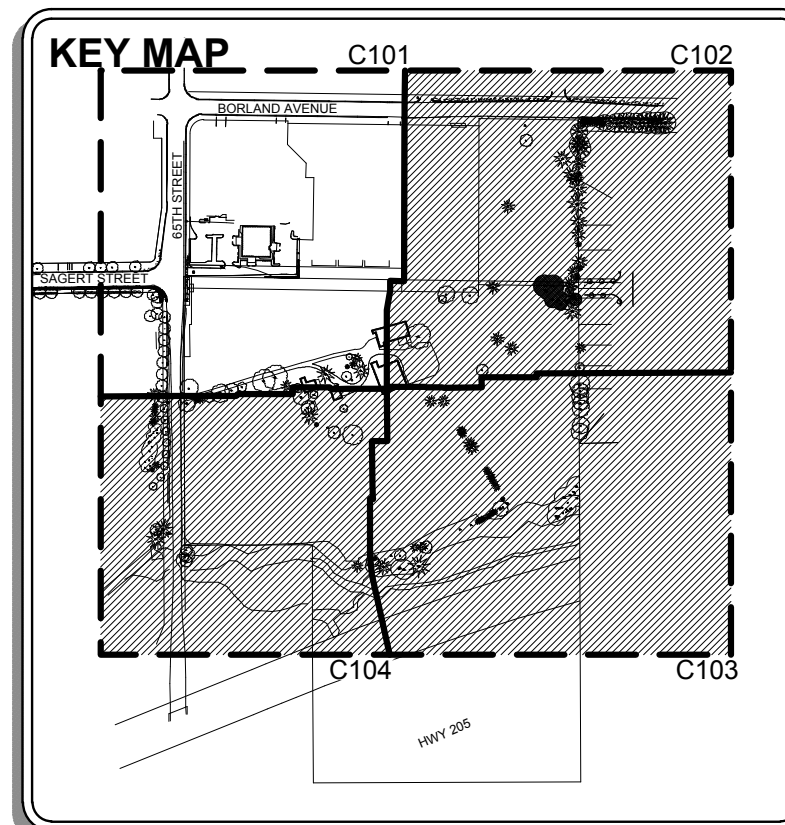 KEY MAP
C101
C102
BORLAND AVENUE
65TH STREET
SAGERT STREET
C104
C103
HWY 205